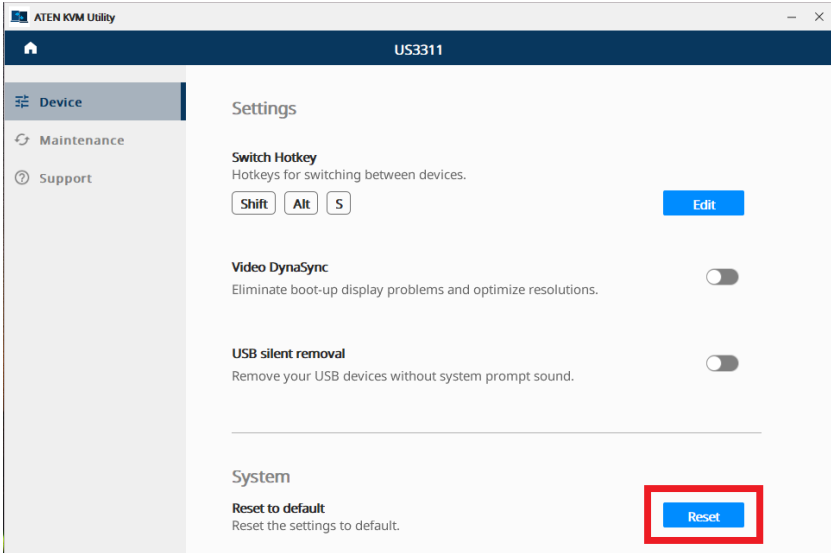 ATEN KVM Utility
US3311
Device
Maintenance
Support
Settings
Switch Hotkey
Hotkeys for switching between devices.
Shift Alt S
Edit
Video DynaSync
Eliminate boot-up display problems and optimize resolutions.
USB silent removal
Remove your USB devices without system prompt sound.
System
Reset to default
Reset the settings to default.
Reset